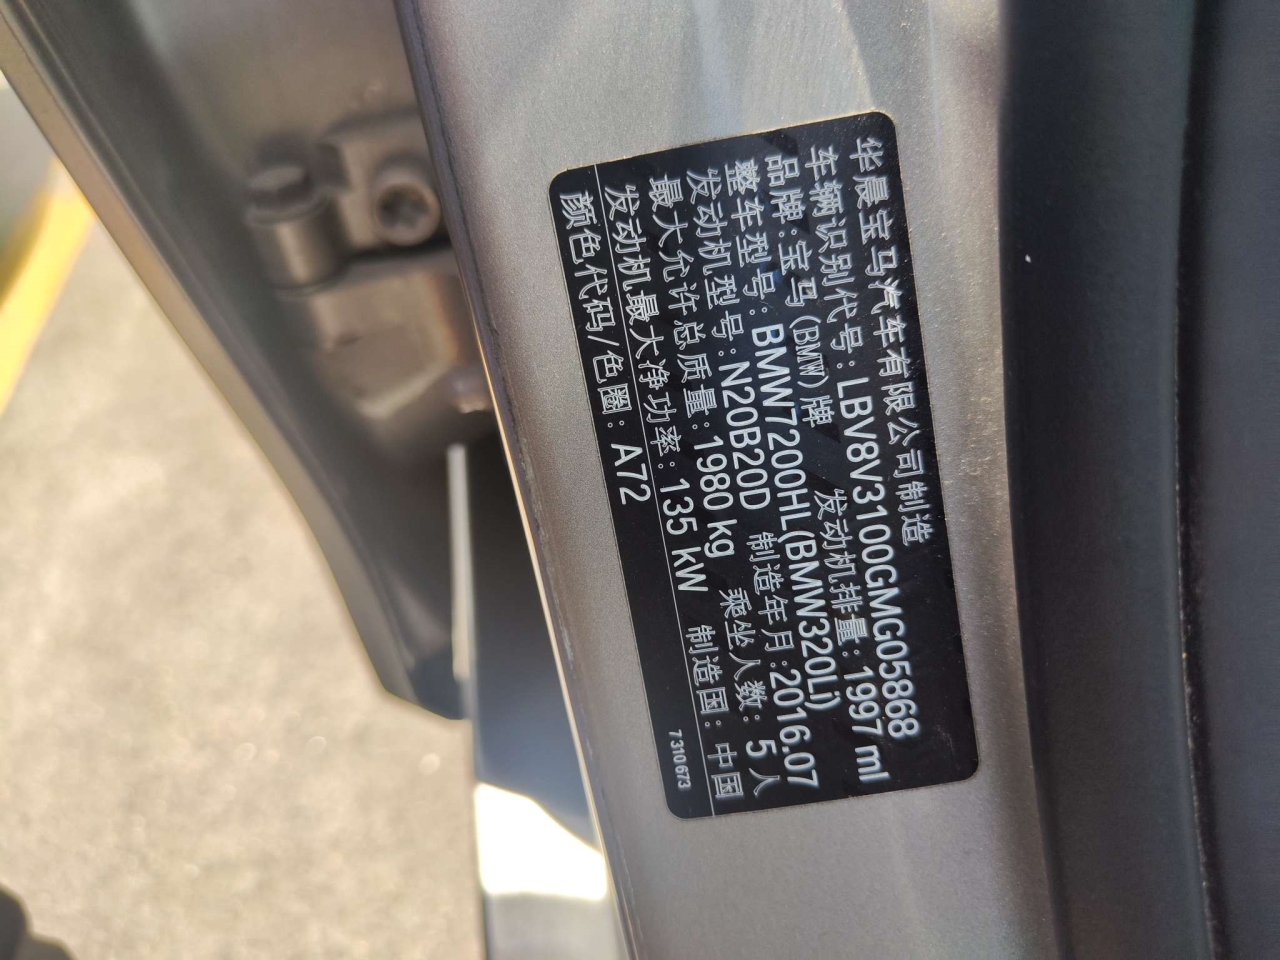 华晨宝马汽车有限公司制造
车辆识别代号：LBV8V3100GMG05868
品牌：宝马（BMW）牌 发动机排量：1997 ml
整车型号：BMW7200HL(BMW320Li)
发动机型号：N20B20D 制造年月：2016.07
最大允许总质量：1980 kg 乘坐人数：5 人
发动机最大净功率：135 kW 制造国：中国
颜色代码/色圈：A72
7 310 673